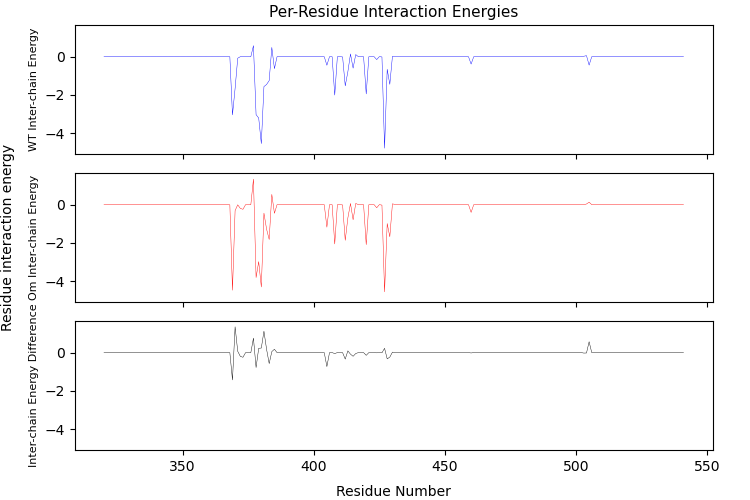 Per-Residue Interaction Energies
Residue interaction energy
WT Inter-chain Energy
0
−2
−4
Om Inter-chain Energy
0
−2
−4
Inter-chain Energy Difference
0
−2
−4
350
400
450
500
550
Residue Number